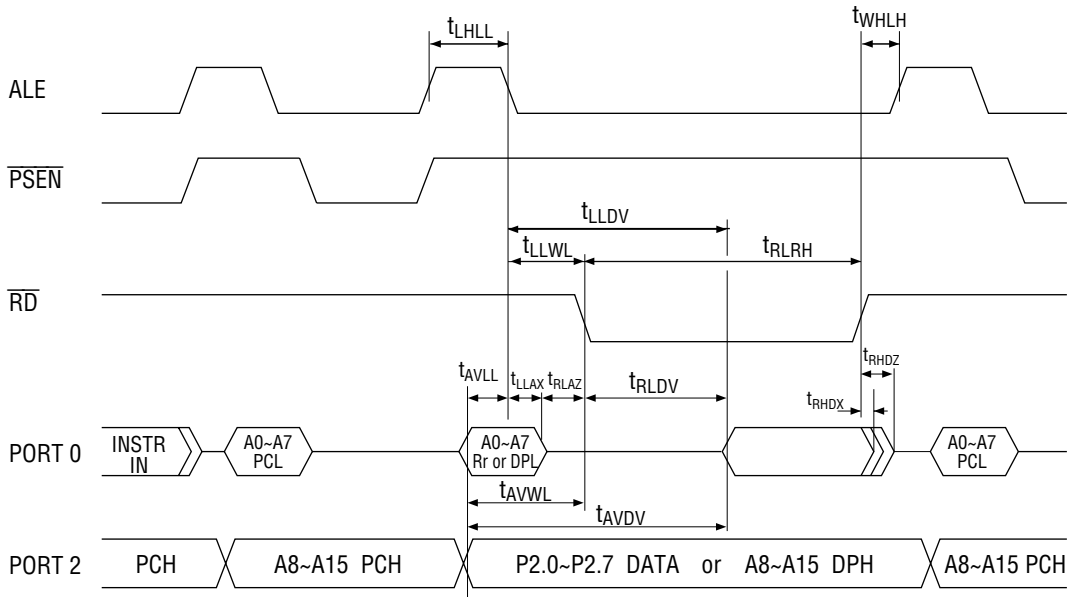 tLHLL
tWHLH
ALE
PSEN
tLLDV
tLLWL
tRLRH
RD
tAVLL
tLLAX
tRLAZ
tRLDV
tRHDZ
tRHDX
PORT 0
INSTR
IN
A0~A7
PCL
A0~A7
Rr or DPL
A0~A7
PCL
tAVWL
tAVDV
PORT 2
PCH
A8~A15 PCH
P2.0~P2.7 DATA or A8~A15 DPH
A8~A15 PCH